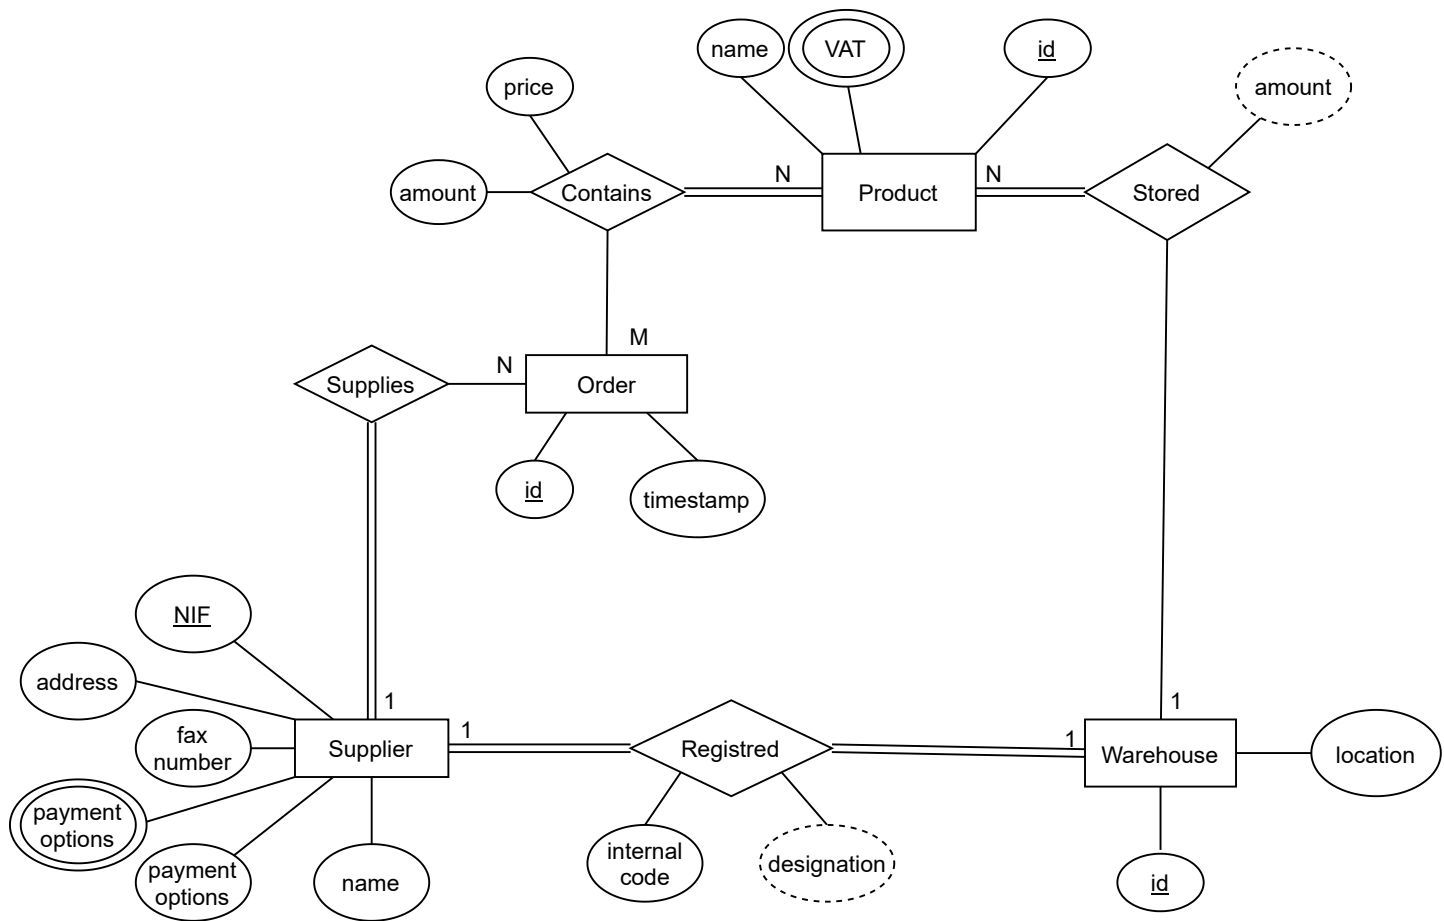 name
VAT
id
price
amount
amount
Contains
N
Product
N
Stored
M
N
Supplies
Order
id
timestamp
NIF
address
1
1
fax
number
Supplier
1
Registred
1
Warehouse
location
payment
options
payment
options
name
internal
code
designation
id